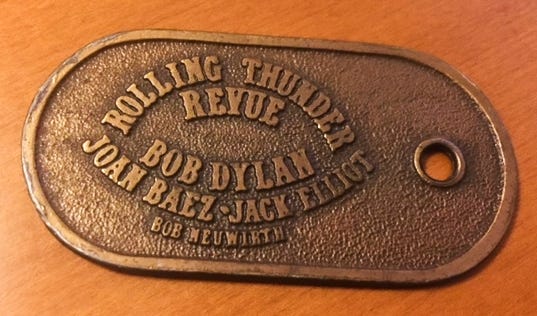 ROLLING THUNDER
REVUE
BOB DYLAN
JOAN BAEZ · JACK ELLIOT
BOB NEUWIRTH